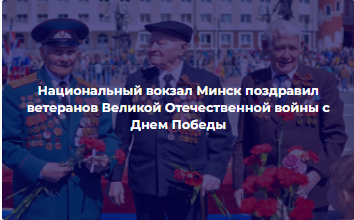 Национальный вокзал Минск поздравил
ветеранов Великой Отечественной войны с
Днем Победы